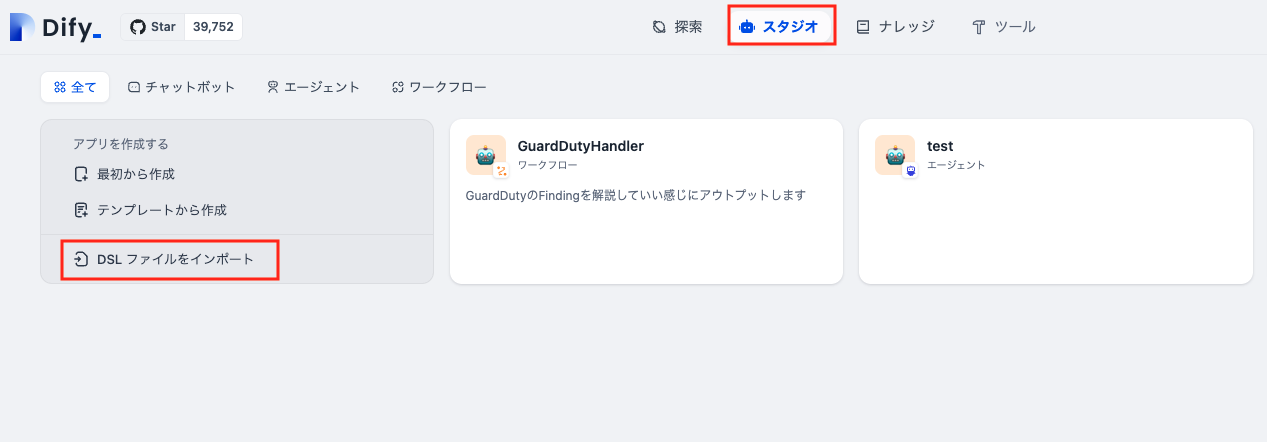 Dify_ Star 39,752 探索 スタジオ ナレッジ ツール
全て チャットボット エージェント ワークフロー
アプリを作成する
最初から作成
テンプレートから作成
DSL ファイルをインポート
GuardDutyHandler
ワークフロー
GuardDutyのFindingを解説していい感じにアウトプットします
test
エージェント